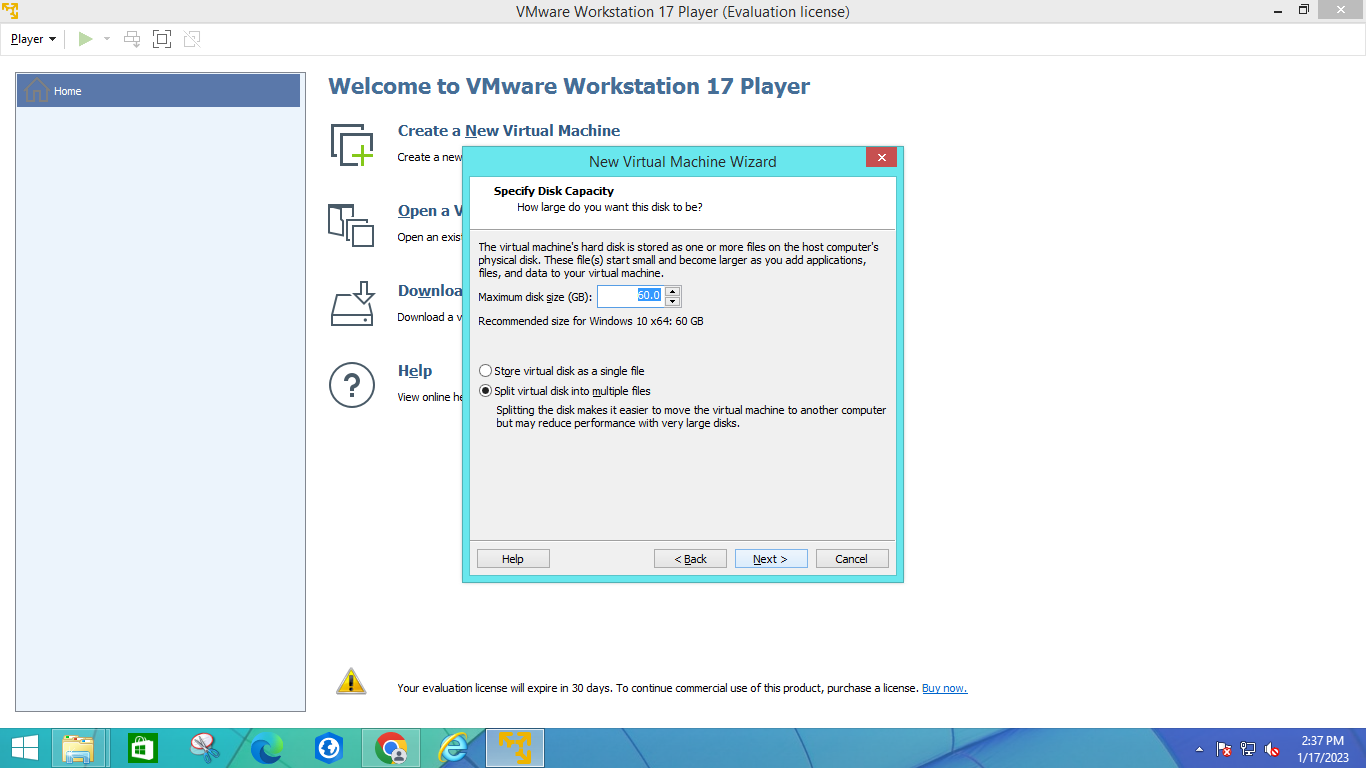 VMware Workstation 17 Player (Evaluation license)
Player
Home
Welcome to VMware Workstation 17 Player
Create a New Virtual Machine
Create a new
Open a V
Open an exis
Downloa
Download a v
Help
View online he
New Virtual Machine Wizard
Specify Disk Capacity
How large do you want this disk to be?
The virtual machine's hard disk is stored as one or more files on the host computer's
physical disk. These file(s) start small and become larger as you add applications,
files, and data to your virtual machine.
Maximum disk size (GB): 60.0
Recommended size for Windows 10 x64: 60 GB
Store virtual disk as a single file
Split virtual disk into multiple files
Splitting the disk makes it easier to move the virtual machine to another computer
but may reduce performance with very large disks.
Help < Back Next > Cancel
Your evaluation license will expire in 30 days. To continue commercial use of this product, purchase a license. Buy now.
2:37 PM
1/17/2023